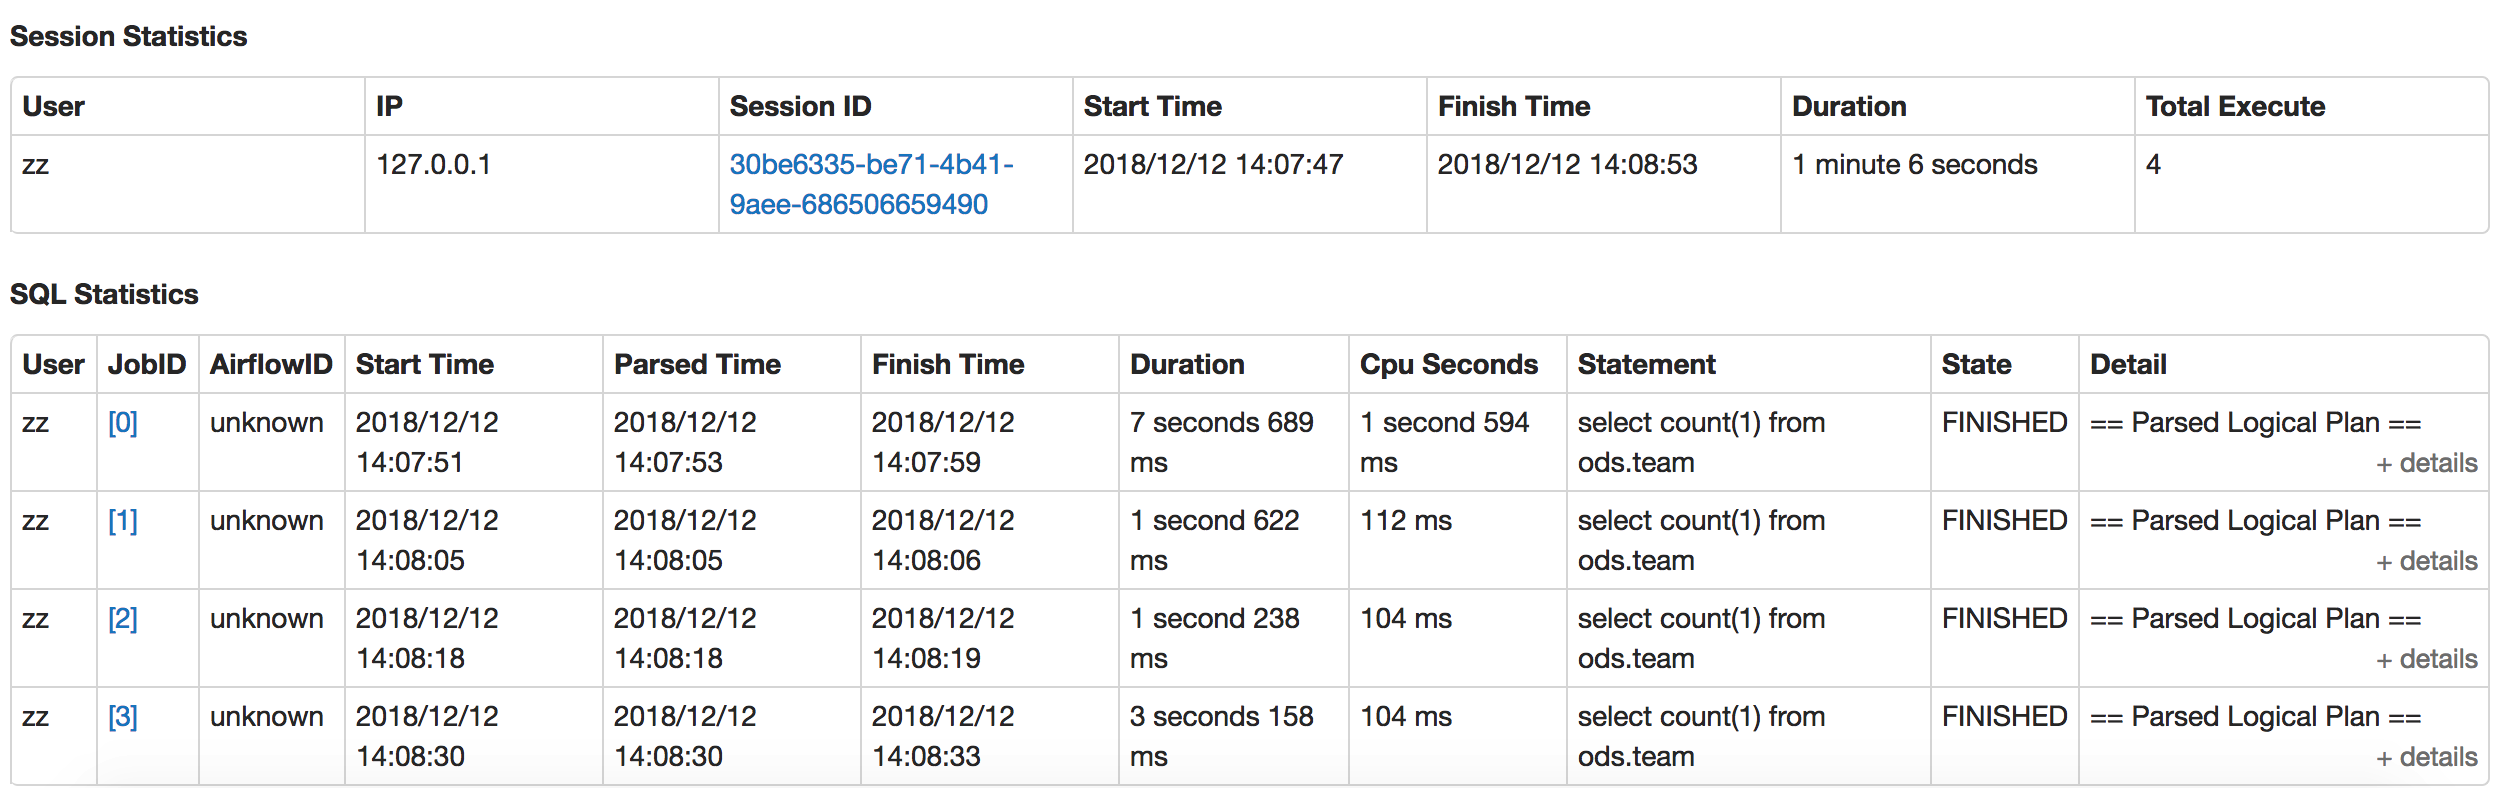 Session Statistics
User IP Session ID Start Time Finish Time Duration Total Execute
zz 127.0.0.1 30be6335-be71-4b41- 2018/12/12 14:07:47 2018/12/12 14:08:53 1 minute 6 seconds 4
9aee-686506659490
SQL Statistics
User JobID AirflowID Start Time Parsed Time Finish Time Duration Cpu Seconds Statement State Detail
zz [0] unknown 2018/12/12 2018/12/12 2018/12/12 7 seconds 689 1 second 594 select count(1) from FINISHED == Parsed Logical Plan ==
14:07:51 14:07:53 14:07:59 ms ms ods.team + details
zz [1] unknown 2018/12/12 2018/12/12 2018/12/12 1 second 622 112 ms select count(1) from FINISHED == Parsed Logical Plan ==
14:08:05 14:08:05 14:08:06 ms ods.team + details
zz [2] unknown 2018/12/12 2018/12/12 2018/12/12 1 second 238 104 ms select count(1) from FINISHED == Parsed Logical Plan ==
14:08:18 14:08:18 14:08:19 ms ods.team + details
zz [3] unknown 2018/12/12 2018/12/12 2018/12/12 3 seconds 158 104 ms select count(1) from FINISHED == Parsed Logical Plan ==
14:08:30 14:08:30 14:08:33 ms ods.team + details